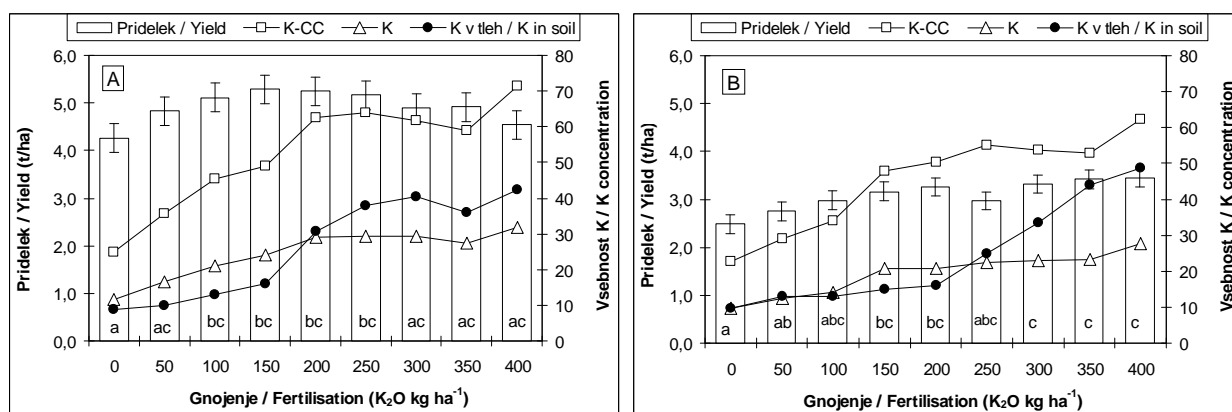 Pridelek / Yield K-CC K K v tleh / K in soil
A
Pridelek / Yield (t/ha)
6,0
5,0
4,0
3,0
2,0
1,0
0,0
80
70
60
50
40
30
20
10
0
Vsebnost K / K concentration
a ac bc bc bc bc ac ac ac
0 50 100 150 200 250 300 350 400
Gnojenje / Fertilisation (K₂O kg ha⁻¹)
Pridelek / Yield K-CC K K v tleh / K in soil
B
Pridelek / Yield (t/ha)
6,0
5,0
4,0
3,0
2,0
1,0
0,0
80
70
60
50
40
30
20
10
0
Vsebnost K / K concentration
a ab abc bc bc abc c c c
0 50 100 150 200 250 300 350 400
Gnojenje / Fertilisation (K₂O kg ha⁻¹)